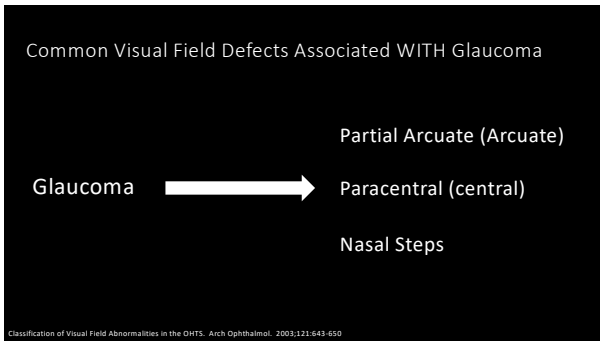 Common Visual Field Defects Associated WITH Glaucoma
Partial Arcuate (Arcuate)
Glaucoma
Paracentral (central)
Nasal Steps
Classification of Visual Field Abnormalities in the OHTS. Arch Ophthalmol. 2003;121:643-650